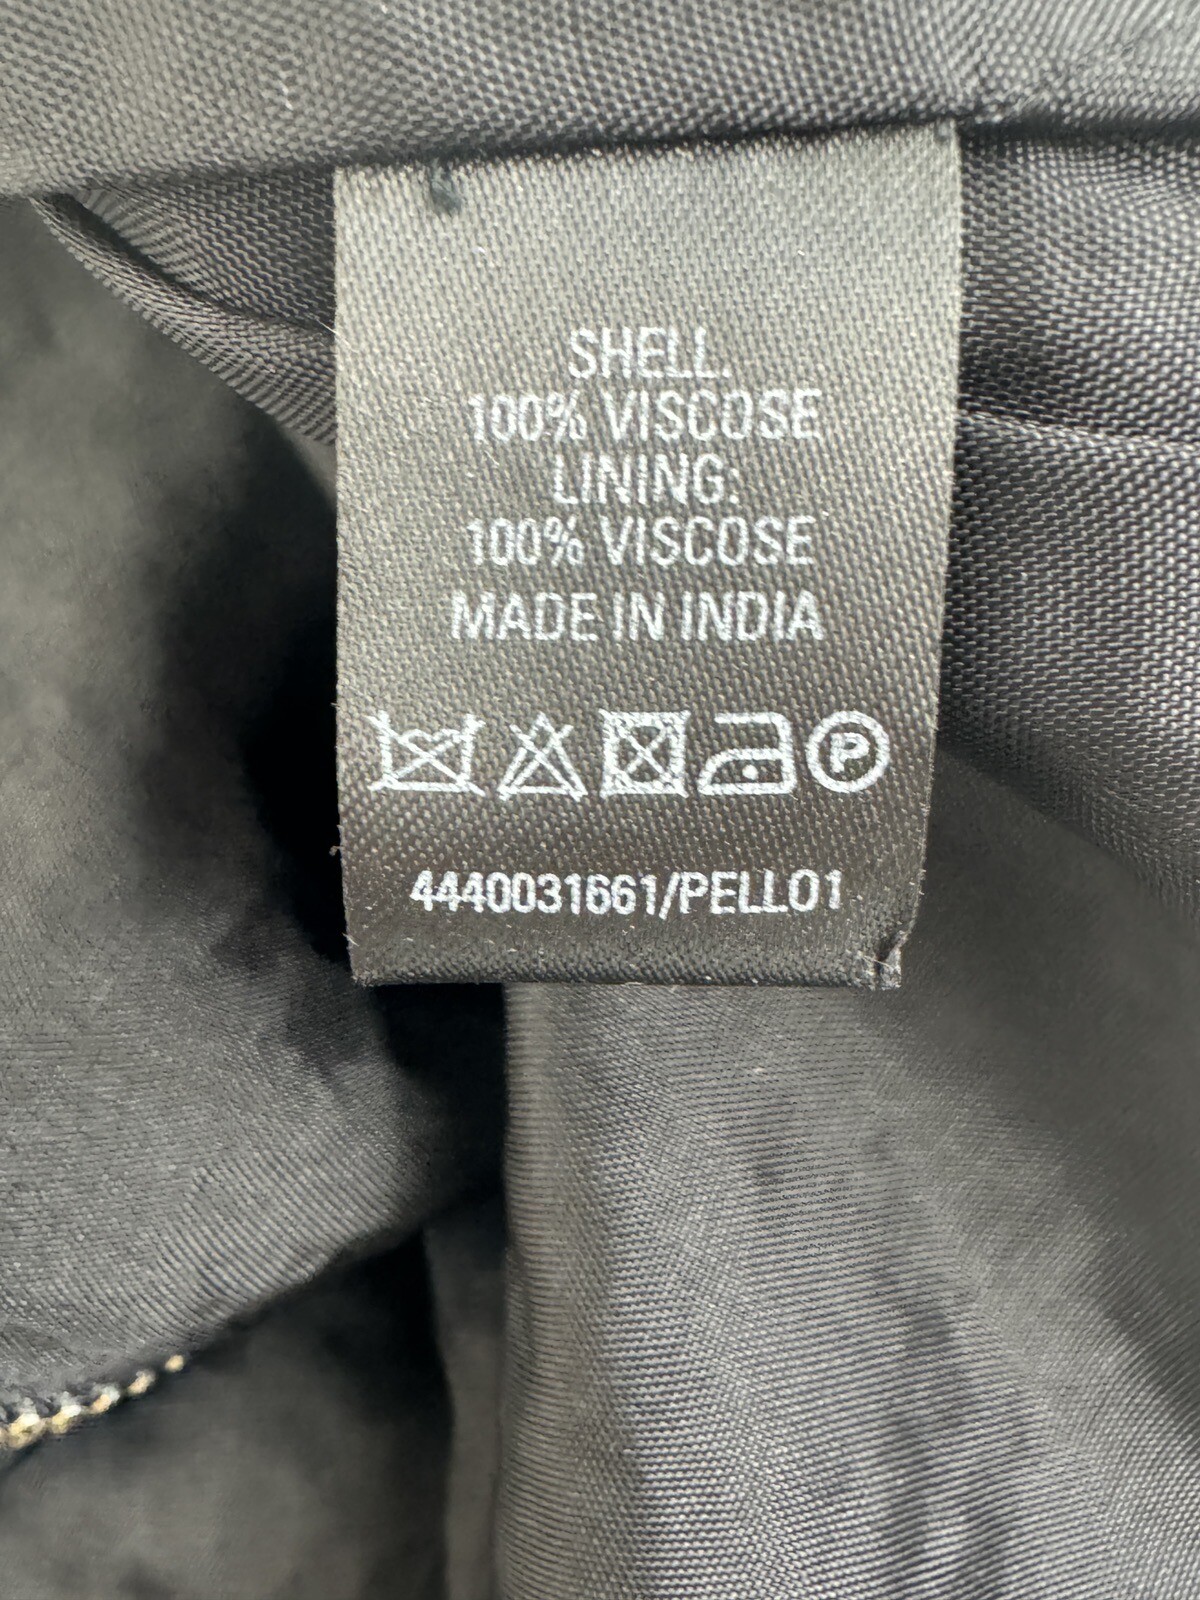 SHELL:
100% VISCOSE
LINING:
100% VISCOSE
MADE IN INDIA
P
4440031661/PELL01